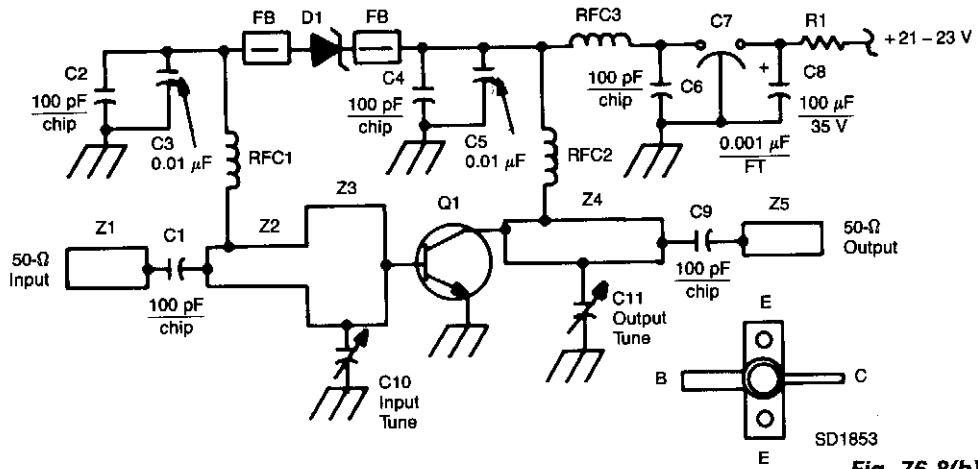 FB D1 FB
RFC3 C7 R1
+21–23 V
C2
100 pF
chip
C3
0.01 µF
RFC1
C4
100 pF
chip
C5
0.01 µF
RFC2
100 pF
chip
C6
+
C8
100 µF
35 V
0.001 µF
FT
Z1
50-Ω
Input
C1
100 pF
chip
Z2
Z3
Q1
Z4
C9
100 pF
chip
Z5
50-Ω
Output
C10
Input
Tune
C11
Output
Tune
E
B C
SD1853
E
Fig. 76-8(b)